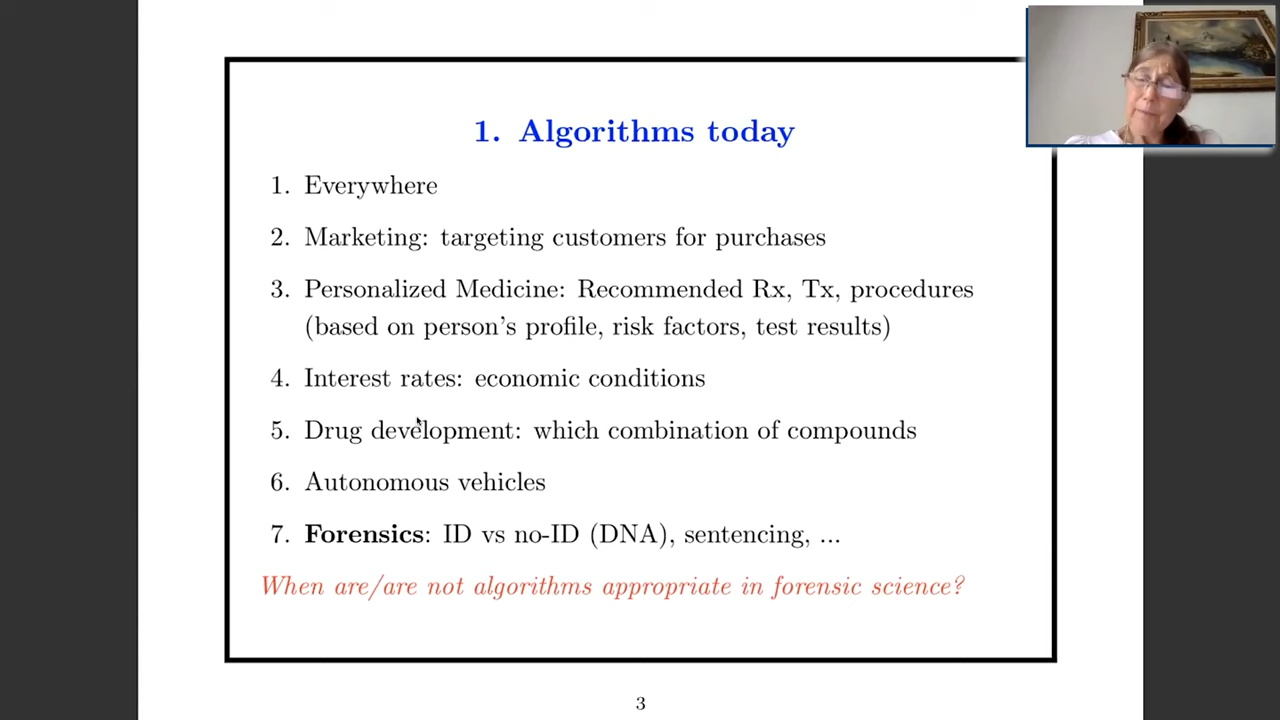 1. Algorithms today
1. Everywhere
2. Marketing: targeting customers for purchases
3. Personalized Medicine: Recommended Rx, Tx, procedures
(based on person's profile, risk factors, test results)
4. Interest rates: economic conditions
5. Drug development: which combination of compounds
6. Autonomous vehicles
7. Forensics: ID vs no-ID (DNA), sentencing, ...
When are/are not algorithms appropriate in forensic science?
3